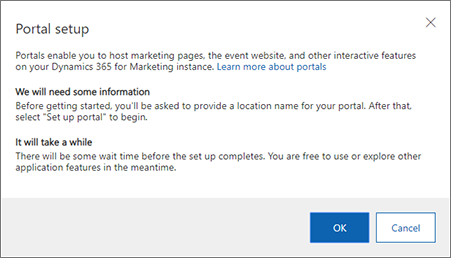 Portal setup
Portals enable you to host marketing pages, the event website, and other interactive features
on your Dynamics 365 for Marketing instance. Learn more about portals
We will need some information
Before getting started, you'll be asked to provide a location name for your portal. After that,
select "Set up portal" to begin.
It will take a while
There will be some wait time before the set up completes. You are free to use or explore other
application features in the meantime.
OK
Cancel